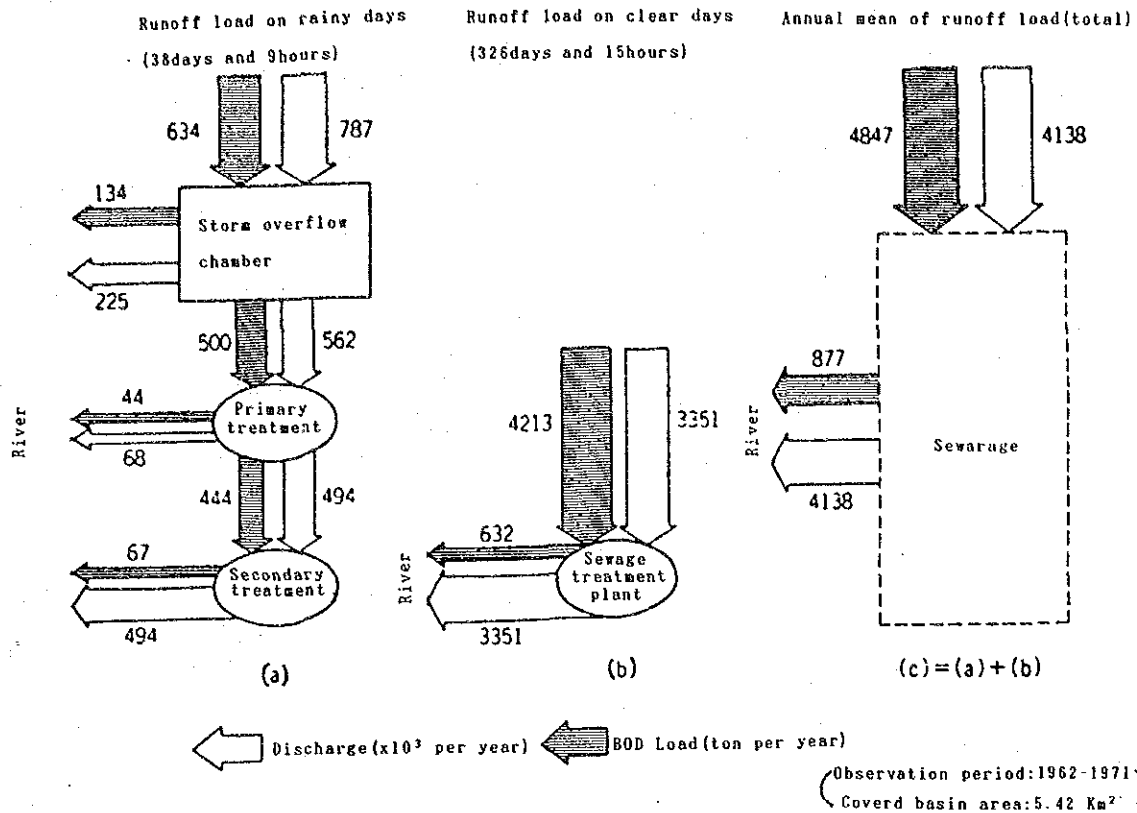 Runoff load on rainy days
(38days and 9hours)
634
787
134
Storm overflow
chamber
225
500
562
44
Primary
treatment
68
River
444
494
67
Secondary
treatment
494
(a)
Runoff load on clear days
(326days and 15hours)
4213
3351
632
Sewage
treatment
plant
River
3351
(b)
Annual mean of runoff load(total)
4847
4138
877
River
Sewarage
4138
(c)=(a)+(b)
Discharge(x10³ per year)
BOD Load(ton per year)
Observation period:1962-1971
Coverd basin area:5.42 Km²